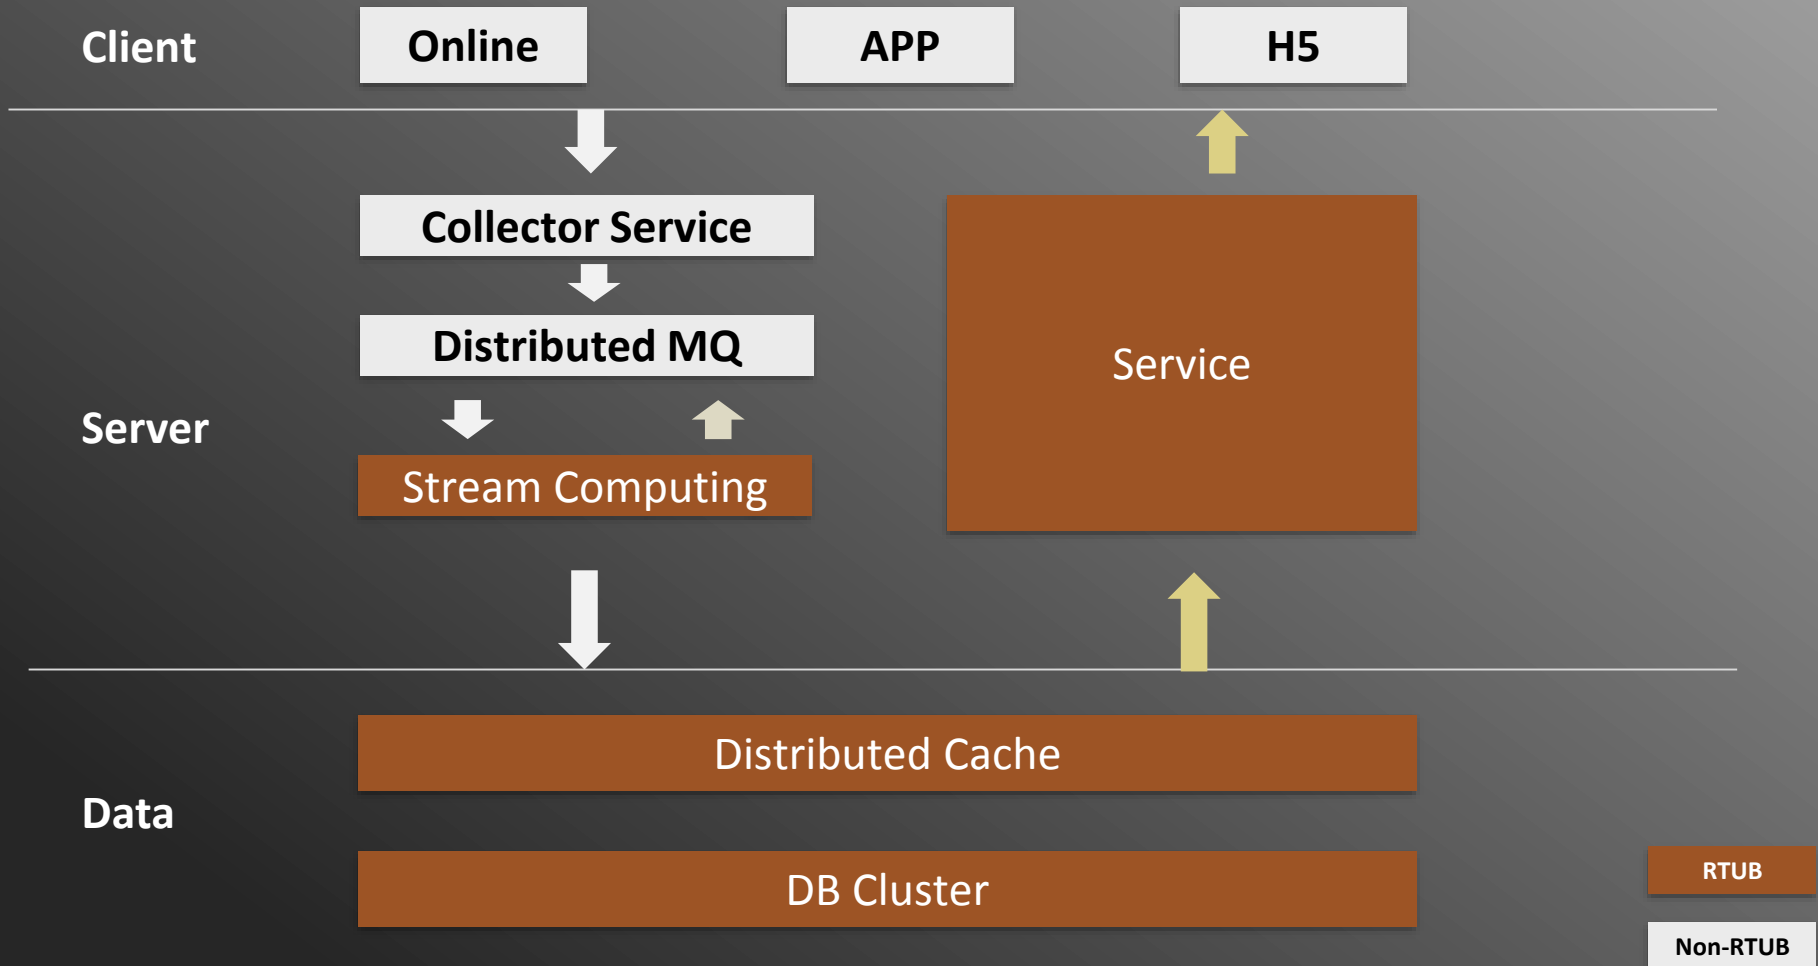 Client
Online
APP
H5
Collector Service
Distributed MQ
Service
Server
Stream Computing
Distributed Cache
Data
DB Cluster
RTUB
Non-RTUB